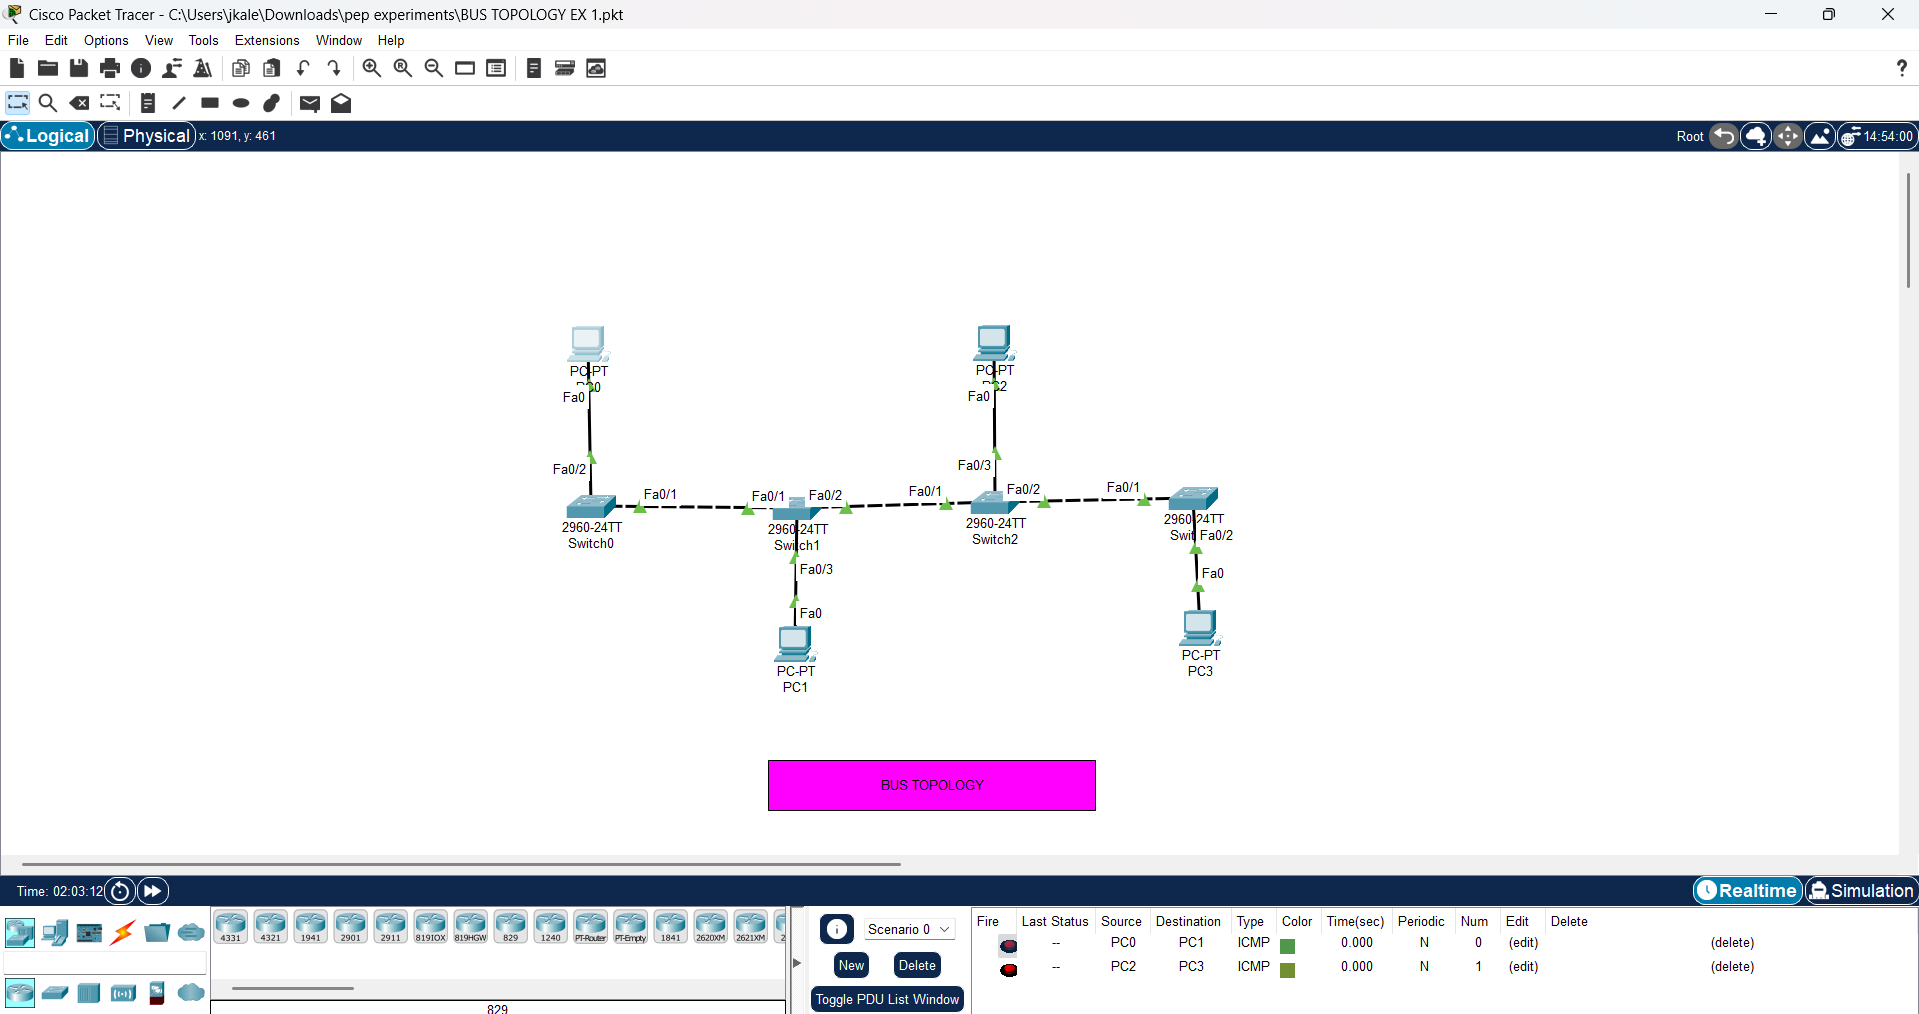 Cisco Packet Tracer - C:\Users\jkale\Downloads\pep experiments\BUS TOPOLOGY EX 1.pkt
File Edit Options View Tools Extensions Window Help
Logical Physical x: 1091, y: 461 Root 14:54:00
PC-PT
PC-PT
Fa0
Fa0
Fa0/2
Fa0/3
Fa0/1 Fa0/1 Fa0/2 Fa0/1 Fa0/2 Fa0/1
2960-24TT
Switch0
2960-24TT
Switch1
2960-24TT
Switch2
2960-24TT
Fa0/2
Fa0/3
Fa0
Fa0
PC-PT
PC1
PC-PT
PC3
BUS TOPOLOGY
Time: 02:03:12 Realtime Simulation
4331 4321 1941 2901 2911 819IOX 819HGW 829 1240 PT-Router PT-Empty 1841 2620XM 2621XM
829
Scenario 0
New Delete
Toggle PDU List Window
Fire Last Status Source Destination Type Color Time(sec) Periodic Num Edit Delete
-- PC0 PC1 ICMP 0.000 N 0 (edit) (delete)
-- PC2 PC3 ICMP 0.000 N 1 (edit) (delete)